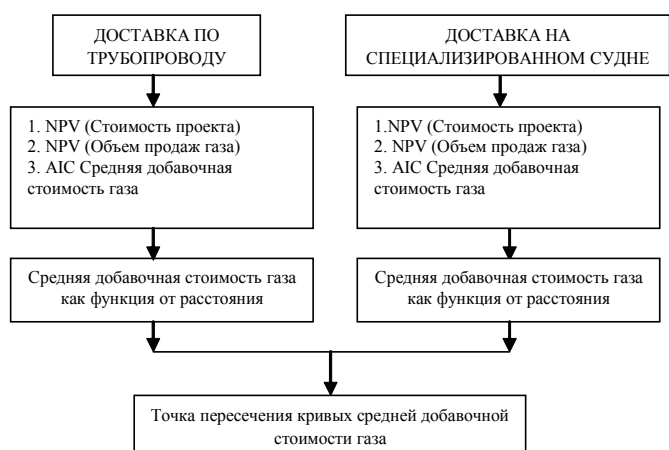 ДОСТАВКА ПО
ТРУБОПРОВОДУ
ДОСТАВКА НА
СПЕЦИАЛИЗИРОВАННОМ СУДНЕ
1. NPV (Стоимость проекта)
2. NPV (Объем продаж газа)
3. AIC Средняя добавочная
стоимость газа
1.NPV (Стоимость проекта)
2. NPV (Объем продаж газа)
3. AIC Средняя добавочная
стоимость газа
Средняя добавочная стоимость газа
как функция от расстояния
Средняя добавочная стоимость газа
как функция от расстояния
Точка пересечения кривых средней добавочной
стоимости газа